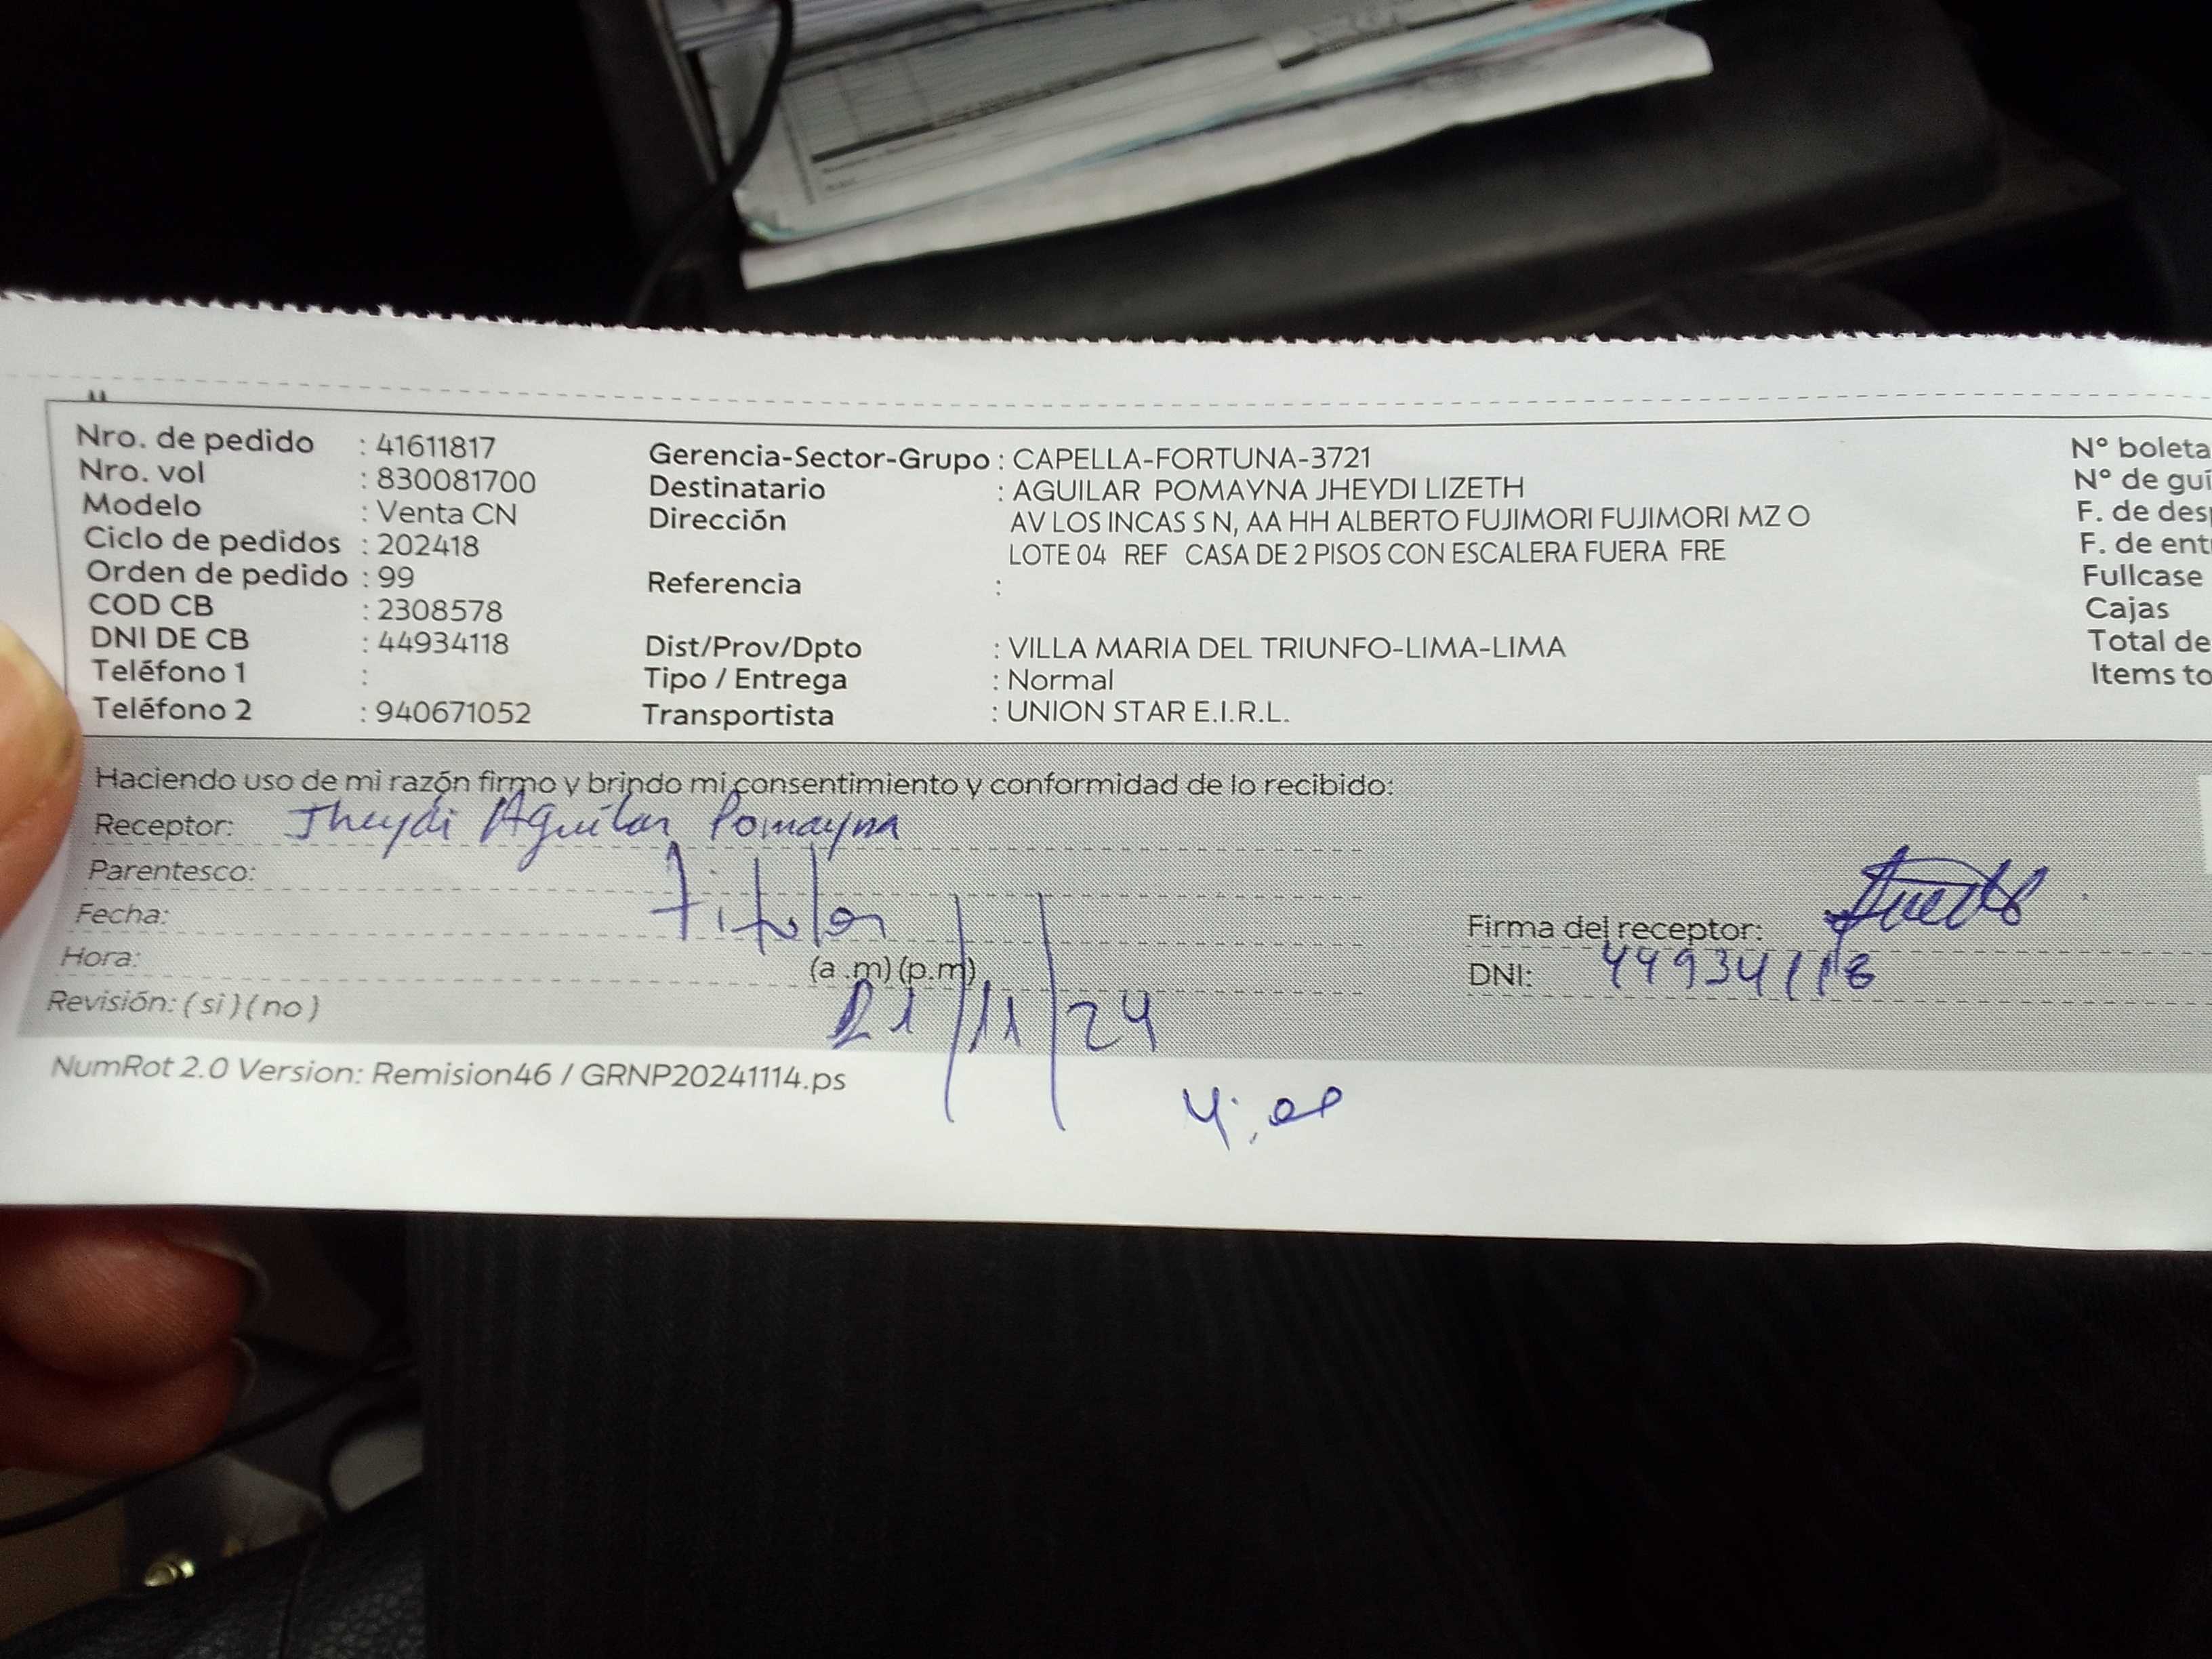 Nro. de pedido : 41611817
Nro. vol : 830081700
Modelo : Venta CN
Ciclo de pedidos : 202418
Orden de pedido : 99
COD CB : 2308578
DNI DE CB : 44934118
Teléfono 1 :
Teléfono 2 : 940671052
Gerencia-Sector-Grupo : CAPELLA-FORTUNA-3721
Destinatario : AGUILAR POMAYNA JHEYDI LIZETH
Dirección AV LOS INCAS S N, AA HH ALBERTO FUJIMORI FUJIMORI MZ O
LOTE 04 REF CASA DE 2 PISOS CON ESCALERA FUERA FRE
Referencia :
Dist/Prov/Dpto : VILLA MARIA DEL TRIUNFO-LIMA-LIMA
Tipo / Entrega : Normal
Transportista : UNION STAR E.I.R.L.
N° boleta
N° de guí
F. de des
F. de ent
Fullcase
Cajas
Total de
Items to
Haciendo uso de mi razón firmo y brindo mi consentimiento y conformidad de lo recibido:
Receptor: Jheydi Aguilar Pomayna
Parentesco: Titular
Fecha: 21/11/24
Hora: (a.m)(p.m)
Revisión: (si)(no)
Firma del receptor:
DNI: 44934118
NumRot 2.0 Version: Remision46 / GRNP20241114.ps